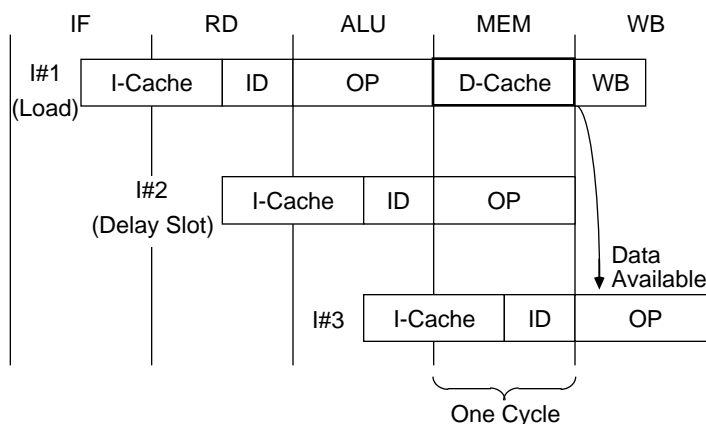 IF RD ALU MEM WB
I#1
(Load)
I-Cache ID OP D-Cache WB
I#2
(Delay Slot)
I-Cache ID OP
Data
Available
I#3
I-Cache ID OP
One Cycle